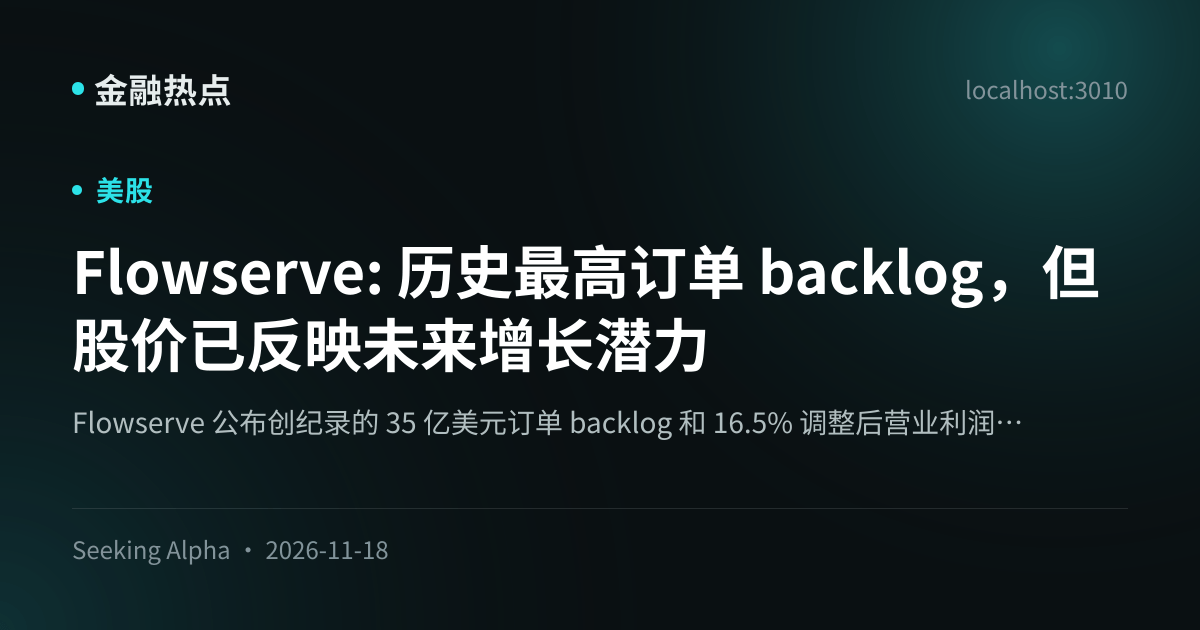 金融热点
localhost:3010
美股
Flowserve: 历史最高订单 backlog，但
股价已反映未来增长潜力
Flowserve 公布创纪录的 35 亿美元订单 backlog 和 16.5% 调整后营业利润…
Seeking Alpha • 2026-11-18